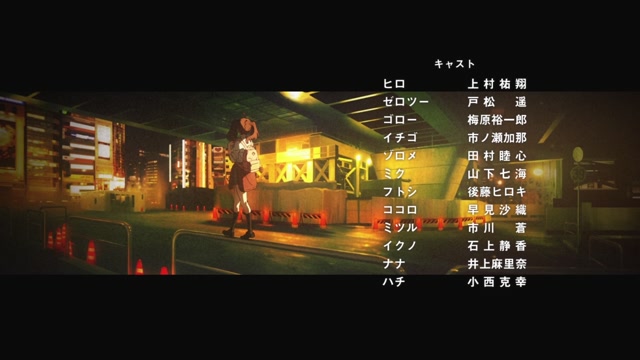 キャスト
ヒロ 上村祐翔
ゼロツー 戸松 遥
ゴロー 梅原裕一郎
イチゴ 市ノ瀬加那
ゾロメ 田村睦心
ミク 山下七海
フトシ 後藤ヒロキ
ココロ 早見沙織
ミツル 市川 蒼
イクノ 石上静香
ナナ 井上麻里奈
ハチ 小西克幸